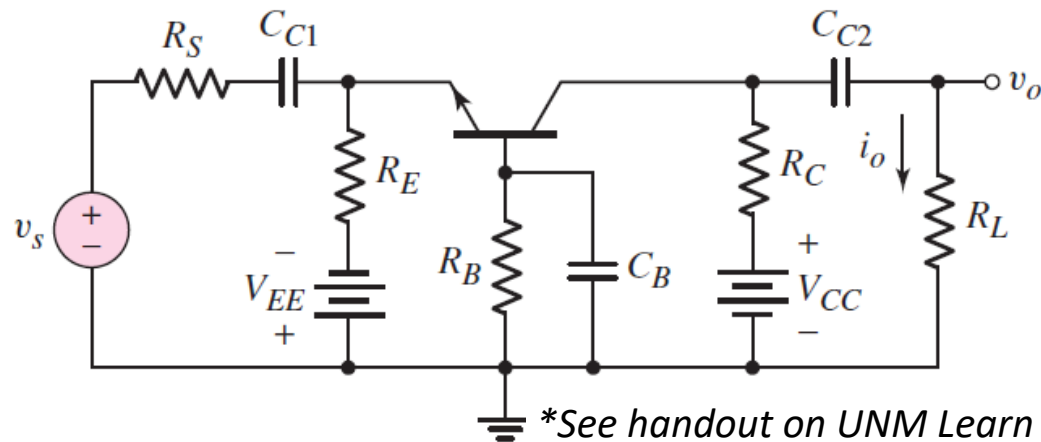 R_S
C_C1
C_C2
v_o
R_E
i_o
R_C
R_L
v_s
+
−
−
V_EE
+
R_B
C_B
+
V_CC
−
*See handout on UNM Learn